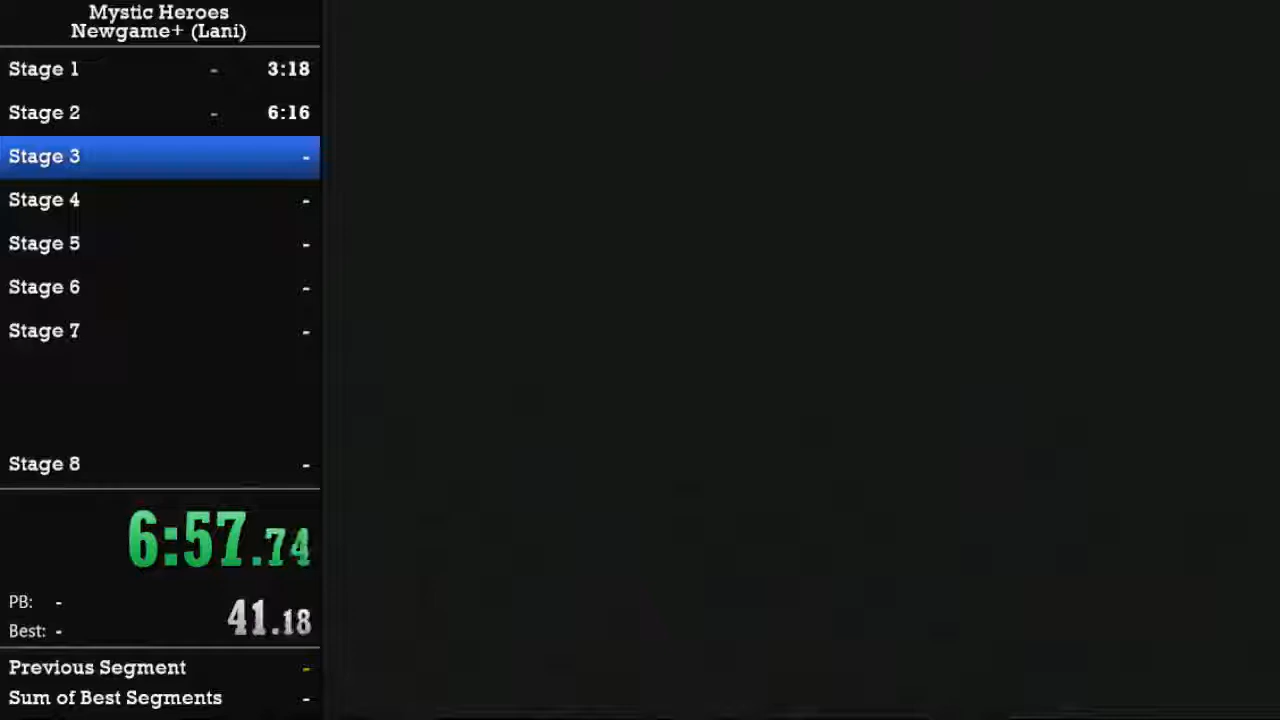 Mystic Heroes
Newgame+ (Lani)
Stage 1 - 3:18
Stage 2 - 6:16
Stage 3 -
Stage 4 -
Stage 5 -
Stage 6 -
Stage 7 -
Stage 8 -
6:57.74
PB: -
41.18
Best: -
Previous Segment -
Sum of Best Segments -